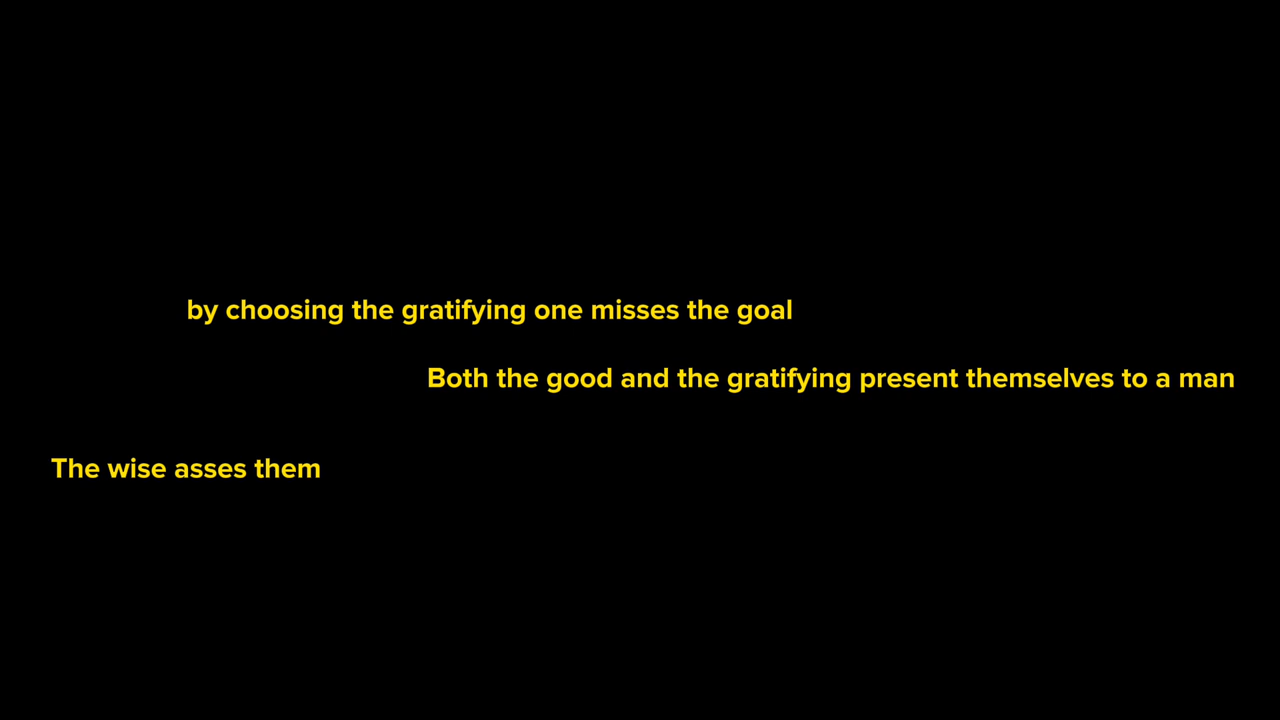 by choosing the gratifying one misses the goal
Both the good and the gratifying present themselves to a man
The wise asses them